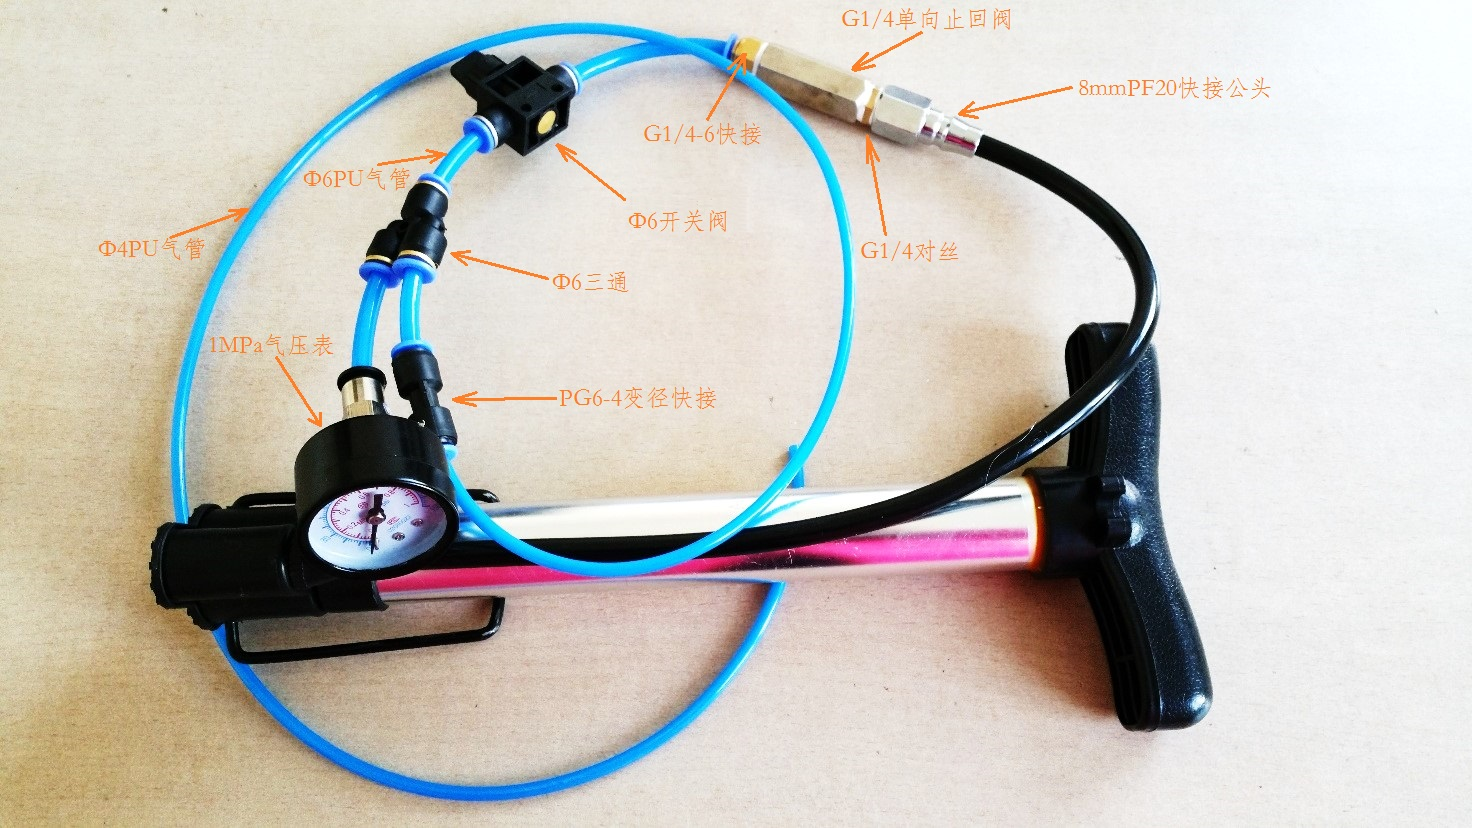 G1/4单向止回阀
8mmPF20快接公头
G1/4-6快接
Φ6PU气管
Φ6开关阀
Φ4PU气管
G1/4对丝
Φ6三通
1MPa气压表
PG6-4变径快接